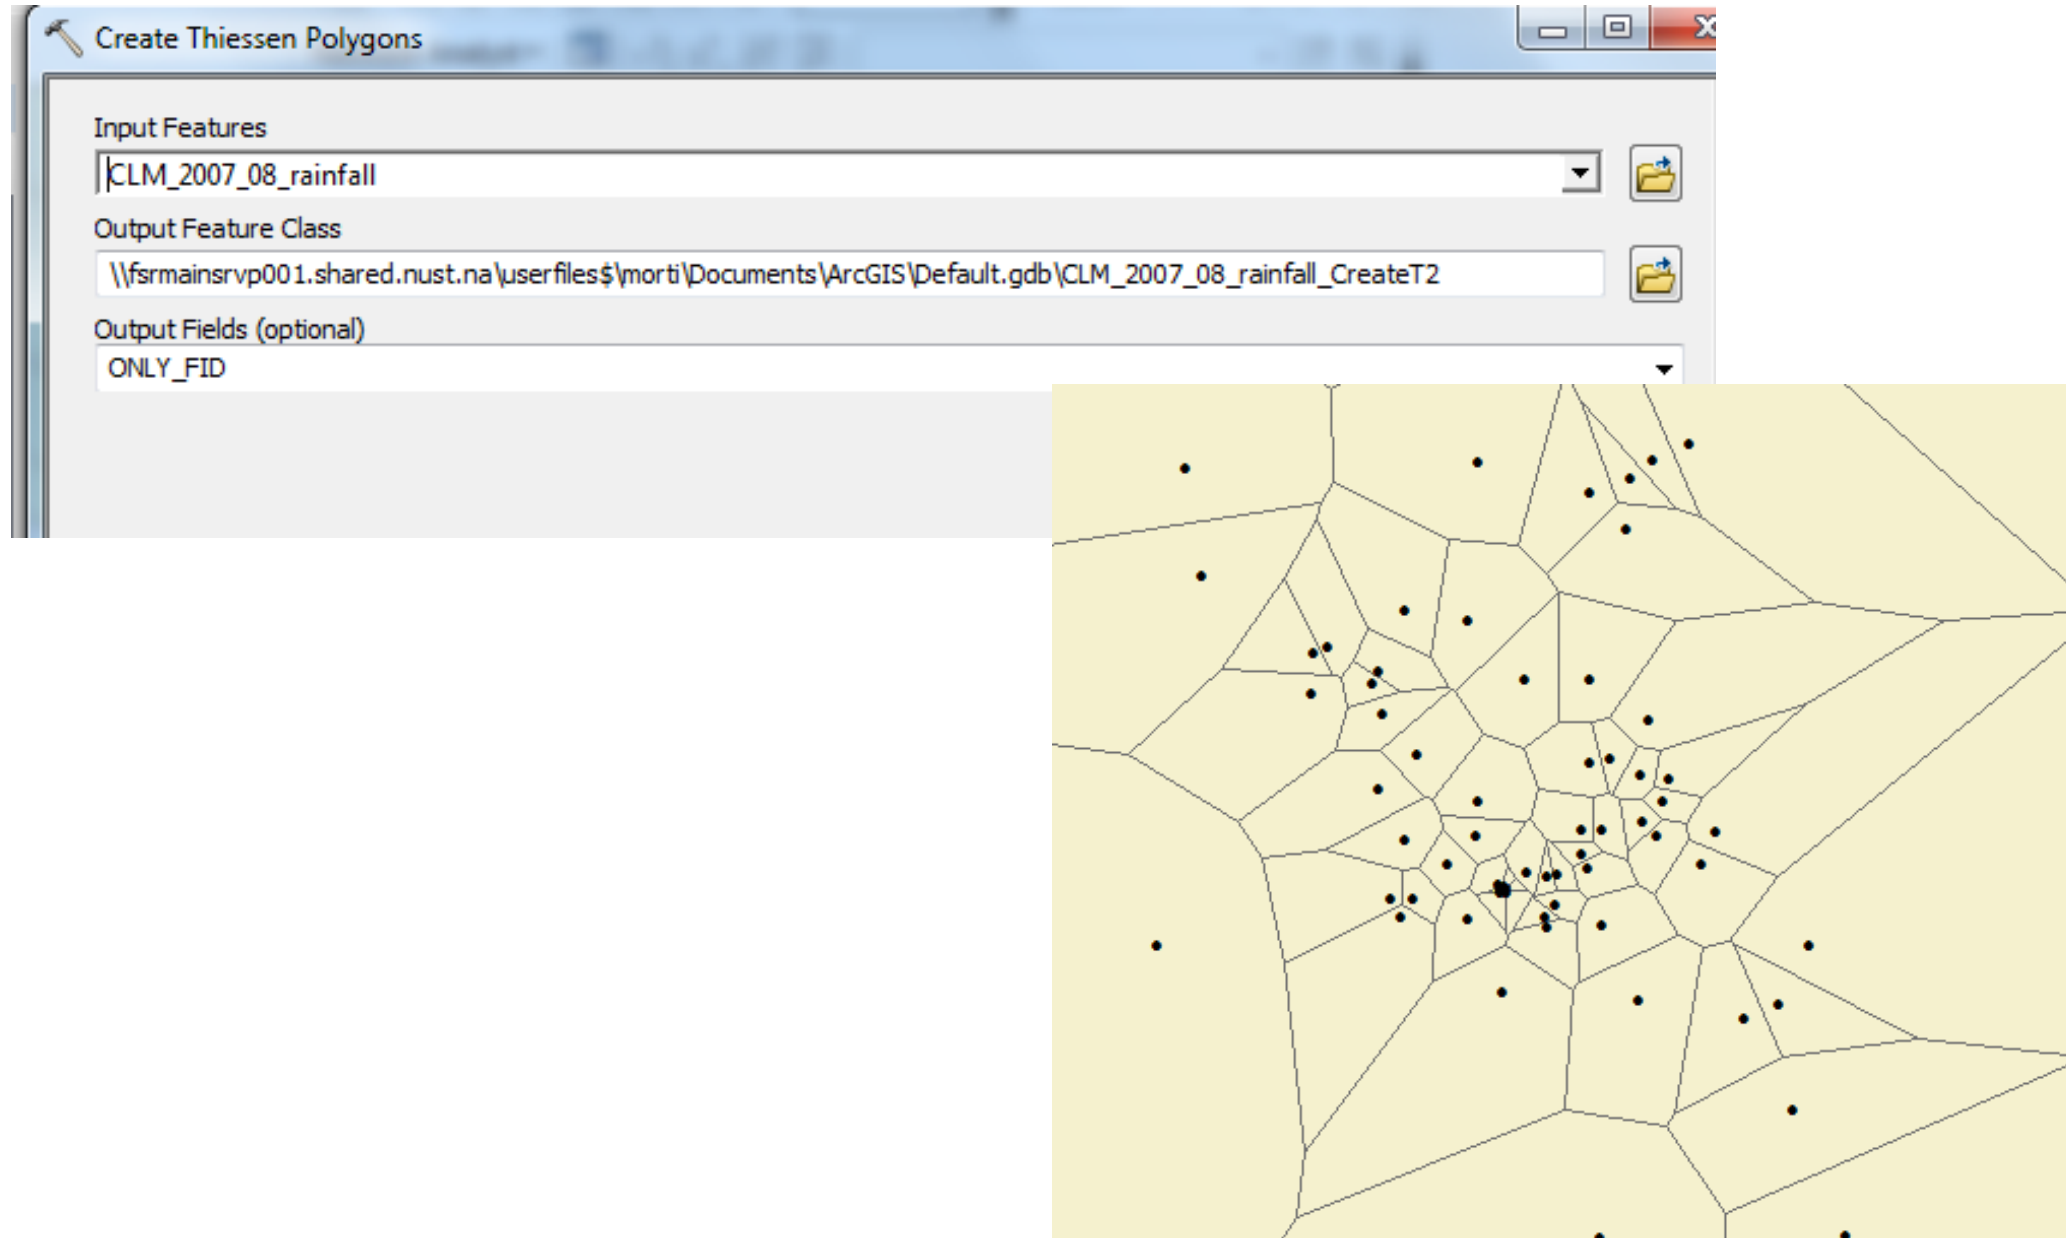 Create Thiessen Polygons
Input Features
CLM_2007_08_rainfall
Output Feature Class
\\fsrmainsrvp001.shared.nust.na\userfiles$\morti\Documents\ArcGIS\Default.gdb\CLM_2007_08_rainfall_CreateT2
Output Fields (optional)
ONLY_FID